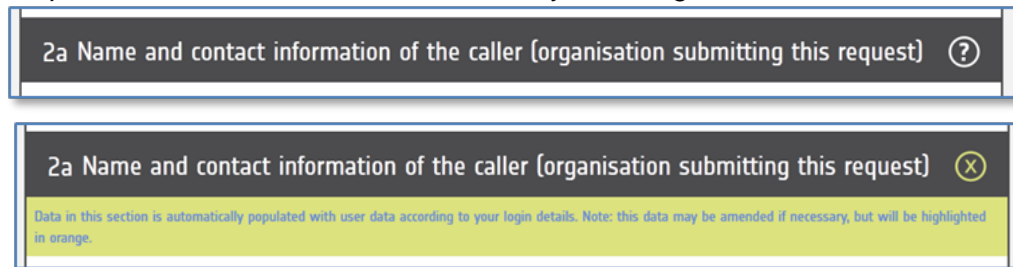 2a Name and contact information of the caller (organisation submitting this request) ?
2a Name and contact information of the caller (organisation submitting this request) X
Data in this section is automatically populated with user data according to your login details. Note: this data may be amended if necessary, but will be highlighted
in orange.